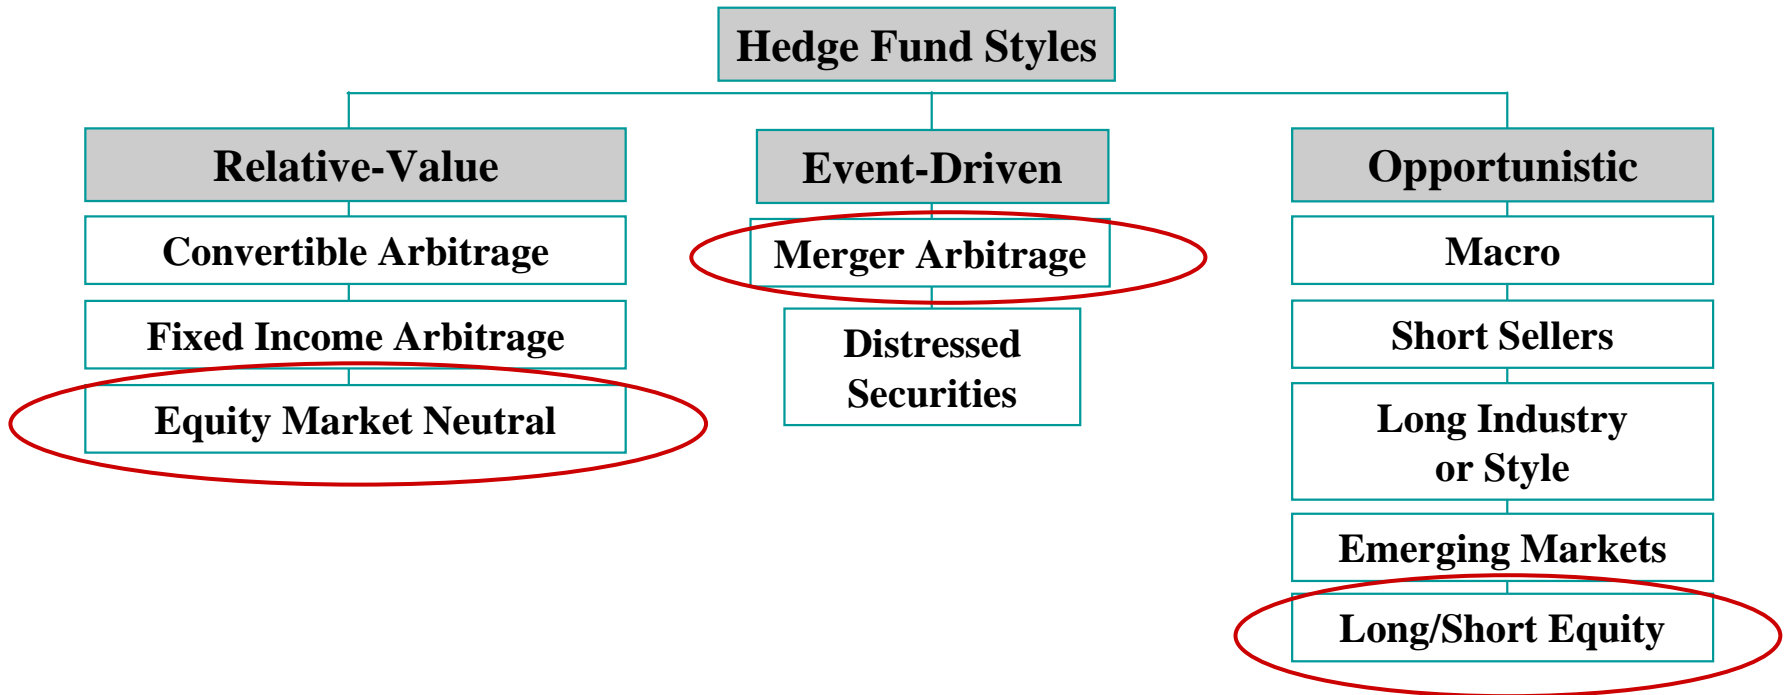 Hedge Fund Styles
Relative-Value
Convertible Arbitrage
Fixed Income Arbitrage
Equity Market Neutral
Event-Driven
Merger Arbitrage
Distressed
Securities
Opportunistic
Macro
Short Sellers
Long Industry
or Style
Emerging Markets
Long/Short Equity